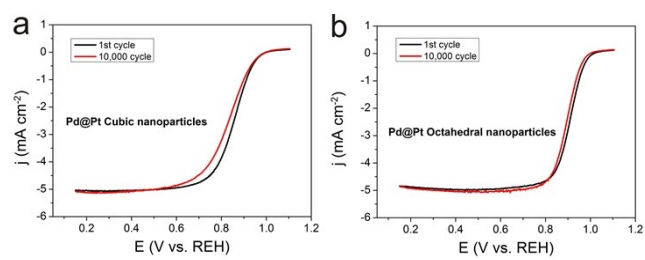 a
1
0
-1
-2
-3
-4
-5
-6
j (mA cm-2)
1st cycle
10,000 cycle
Pd@Pt Cubic nanoparticles
0.2 0.4 0.6 0.8 1.0 1.2
E (V vs. REH)
b
1
0
-1
-2
-3
-4
-5
-6
j (mA cm-2)
1st cycle
10,000 cycle
Pd@Pt Octahedral nanoparticles
0.2 0.4 0.6 0.8 1.0 1.2
E (V vs. REH)